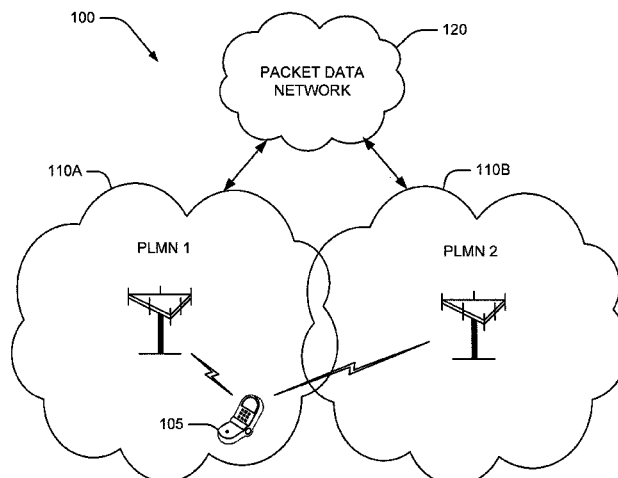 100
120
PACKET DATA
NETWORK
110A
110B
PLMN 1
PLMN 2
105